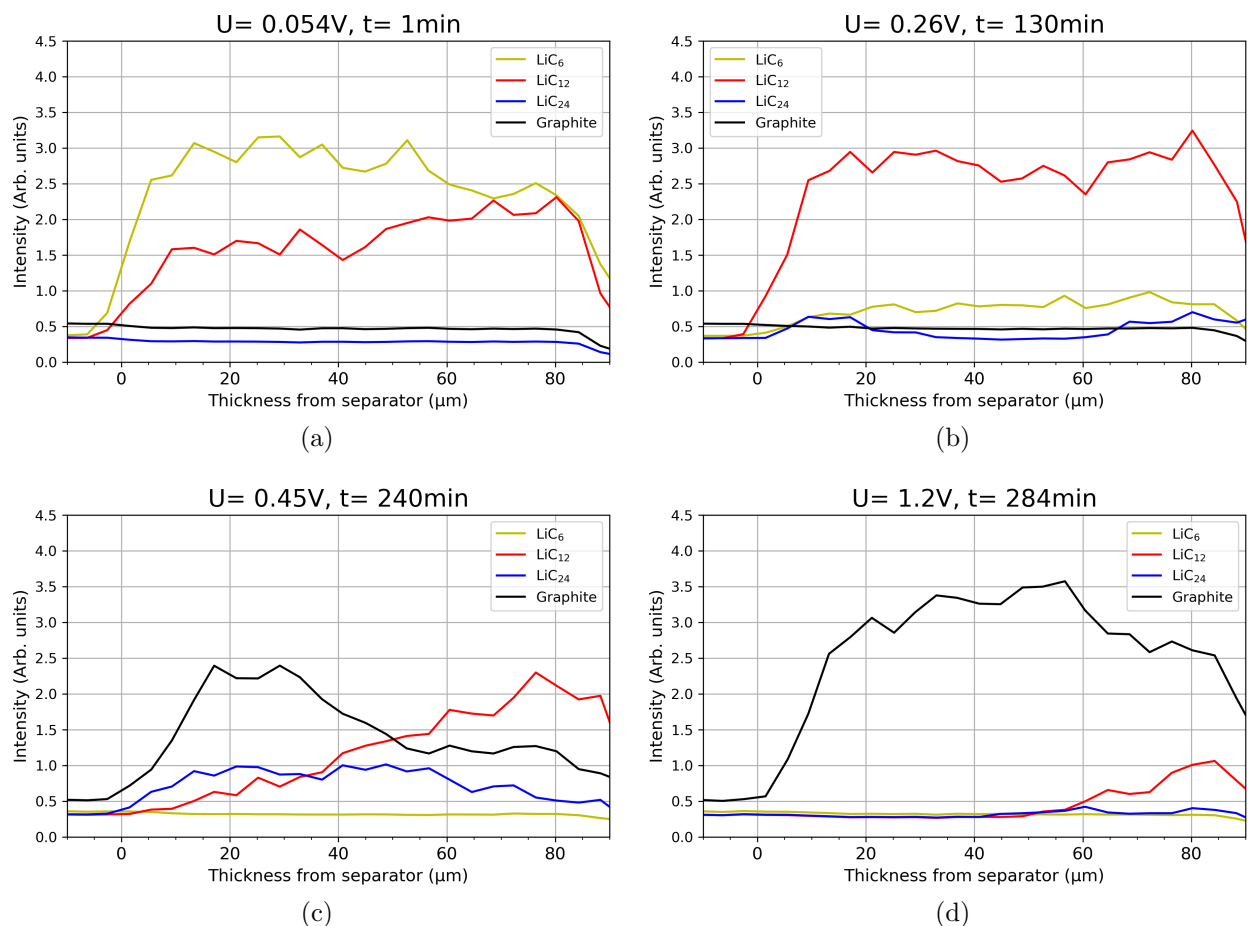 U= 0.054V, t= 1min
4.5
4.0
3.5
3.0
2.5
2.0
1.5
1.0
0.5
0.0
Intensity (Arb. units)
LiC₆
LiC₁₂
LiC₂₄
Graphite
0 20 40 60 80
Thickness from separator (μm)
(a)
U= 0.26V, t= 130min
4.5
4.0
3.5
3.0
2.5
2.0
1.5
1.0
0.5
0.0
Intensity (Arb. units)
LiC₆
LiC₁₂
LiC₂₄
Graphite
0 20 40 60 80
Thickness from separator (μm)
(b)
U= 0.45V, t= 240min
4.5
4.0
3.5
3.0
2.5
2.0
1.5
1.0
0.5
0.0
Intensity (Arb. units)
LiC₆
LiC₁₂
LiC₂₄
Graphite
0 20 40 60 80
Thickness from separator (μm)
(c)
U= 1.2V, t= 284min
4.5
4.0
3.5
3.0
2.5
2.0
1.5
1.0
0.5
0.0
Intensity (Arb. units)
LiC₆
LiC₁₂
LiC₂₄
Graphite
0 20 40 60 80
Thickness from separator (μm)
(d)